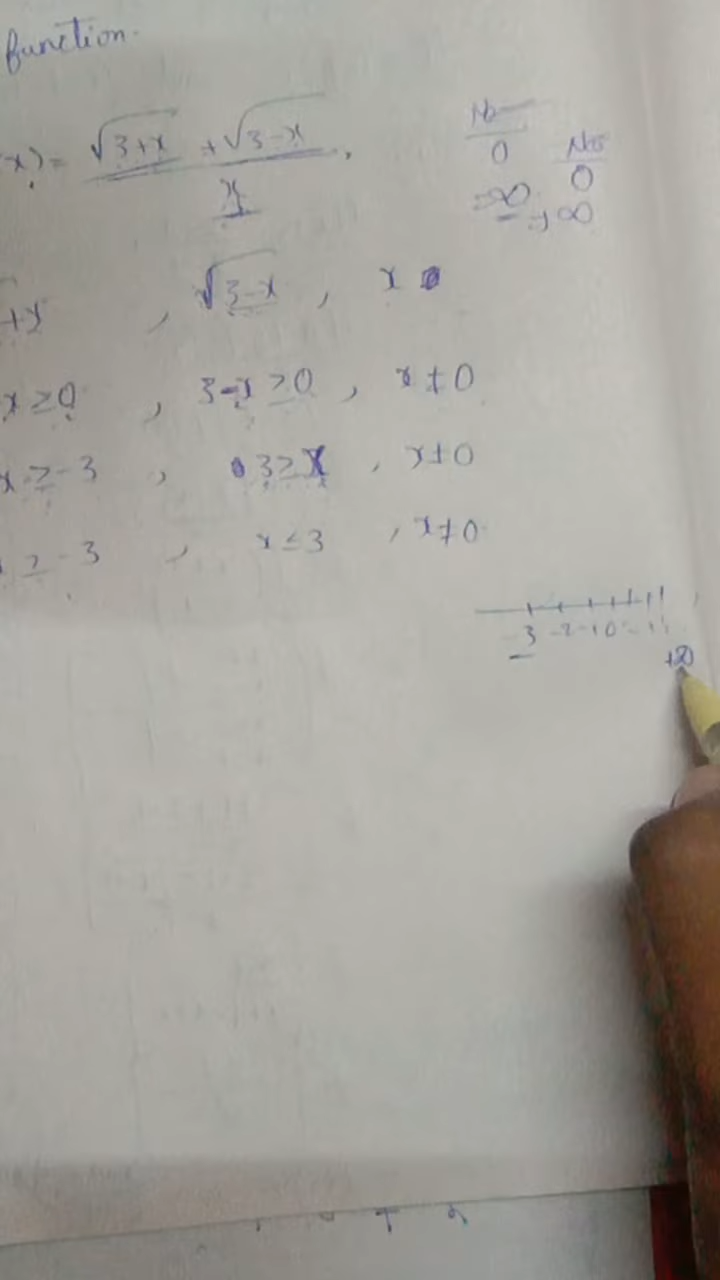 function.
x) = √3+x + √3-x / x,
No / 0 = ∞
No / 0 → ∞
+x , √3-x , x
x ≥ 0 , 3-x ≥ 0 , x ≠ 0
x ≥ -3 , 3 ≥ x , x ≠ 0
≥ -3 , x ≤ 3 , x ≠ 0
-3 -2 -1 0
+∞